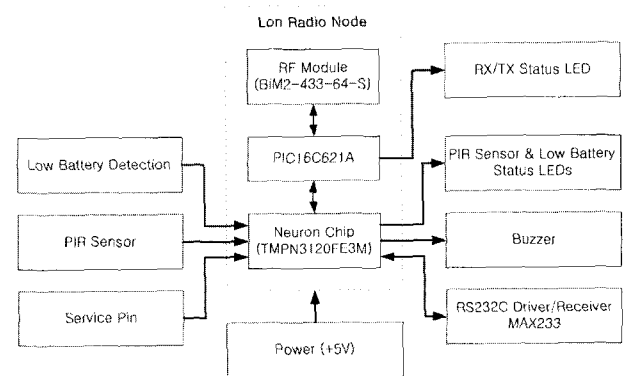 Lon Radio Node
RF Module
(BiM2-433-64-S)
RX/TX Status LED
PIC16C621A
Low Battery Detection
PIR Sensor & Low Battery
Status LEDs
Neuron Chip
(TMPN3120FE3M)
PIR Sensor
Buzzer
Service Pin
RS232C Driver/Receiver
MAX233
Power (+5V)